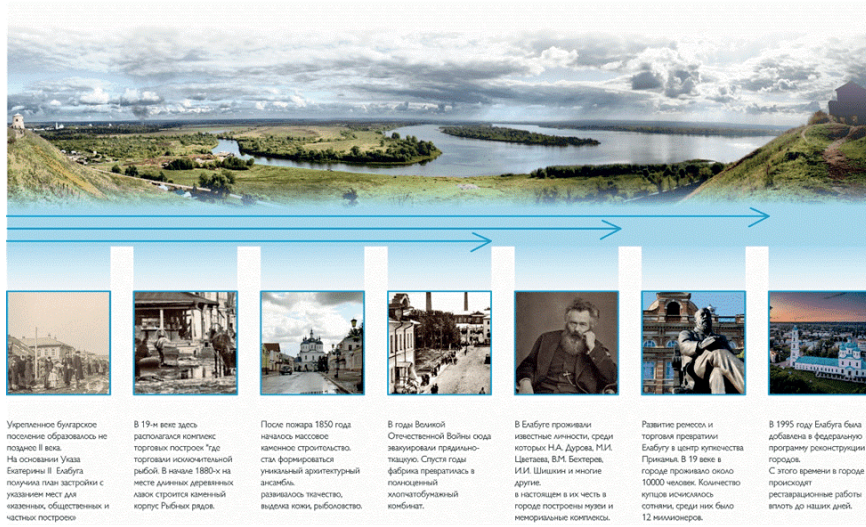 Укрепленное булгарское
поселение образовалось не
позднее II века.
На основании Указа
Екатерины II Елабуга
получила план застройки с
указанием мест для
«казенных, общественных и
частных построек»
В 19-м веке здесь
располагался комплекс
торговых построек "где
торговали исключительной
рыбой. В начале 1880-х на
месте длинных деревянных
лавок строится каменный
корпус Рыбных рядов.
После пожара 1850 года
началось массовое
каменное строительство.
стал формироваться
уникальный архитектурный
ансамбль.
развивалось ткачество,
выделка кожи, рыболовство.
В годы Великой
Отечественной Войны сюда
эвакуировали прядильно-
ткацкую. Спустя годы
фабрика превратилась в
полноценный
хлопчатобумажный
комбинат.
В Елабуге проживали
известные личности, среди
которых Н.А. Дурова, М.И.
Цветаева, В.М. Бехтерев,
И.И. Шишкин и многие
другие.
в настоящем в их честь в
городе построены музеи и
мемориальные комплексы.
Развитие ремесел и
торговля превратили
Елабугу в центр купечества
Прикамья. В 19 веке в
городе проживало около
10000 человек. Количество
купцов исчислялось
сотнями, среди них было
12 миллионеров.
В 1995 году Елабуга была
добавлена в федеральную
программу реконструкции
городов.
С этого времени в городе
происходят
реставрационные работы
вплоть до наших дней.